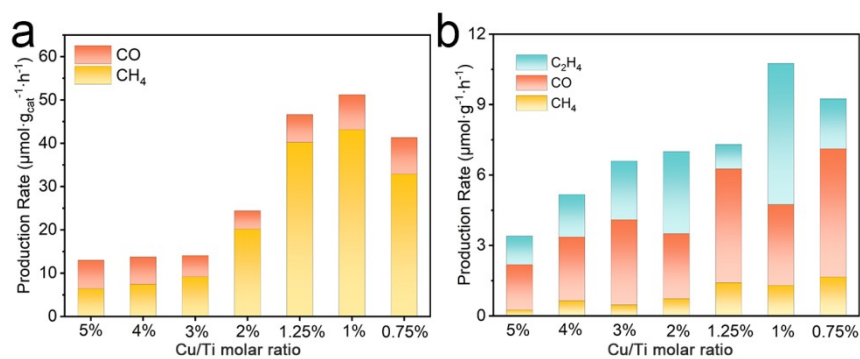 a
CO
CH₄
Production Rate (μmol·g_cat⁻¹·h⁻¹)
60
50
40
30
20
10
0
5% 4% 3% 2% 1.25% 1% 0.75%
Cu/Ti molar ratio
b
C₂H₄
CO
CH₄
Production Rate (μmol·g⁻¹·h⁻¹)
12
9
6
3
0
5% 4% 3% 2% 1.25% 1% 0.75%
Cu/Ti molar ratio